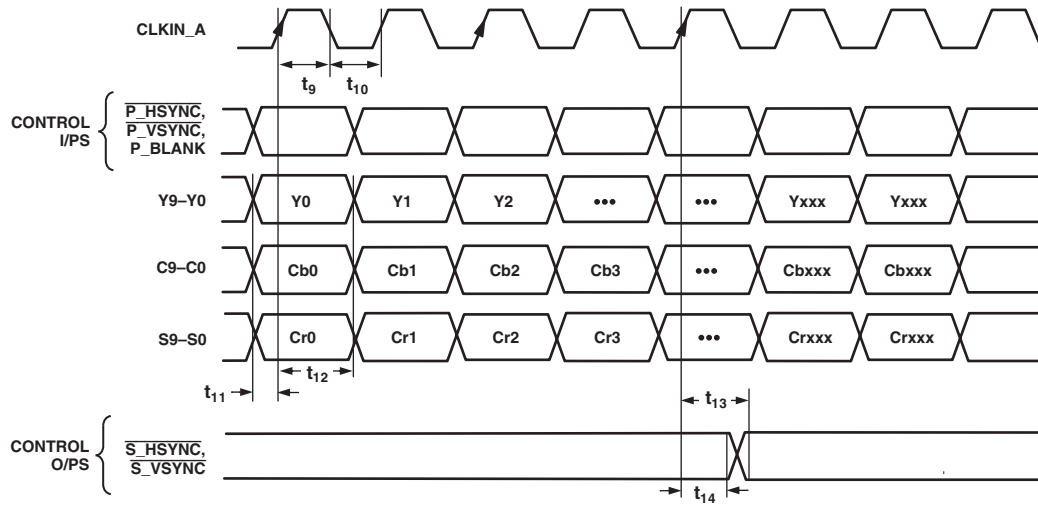 CLKIN_A
t9
t10
CONTROL
I/PS
P_HSYNC,
P_VSYNC,
P_BLANK
Y9–Y0
Y0
Y1
Y2
•••
•••
Yxxx
Yxxx
C9–C0
Cb0
Cb1
Cb2
Cb3
•••
Cbxxx
Cbxxx
S9–S0
Cr0
Cr1
Cr2
Cr3
•••
Crxxx
Crxxx
t11
t12
t13
CONTROL
O/PS
S_HSYNC,
S_VSYNC
t14